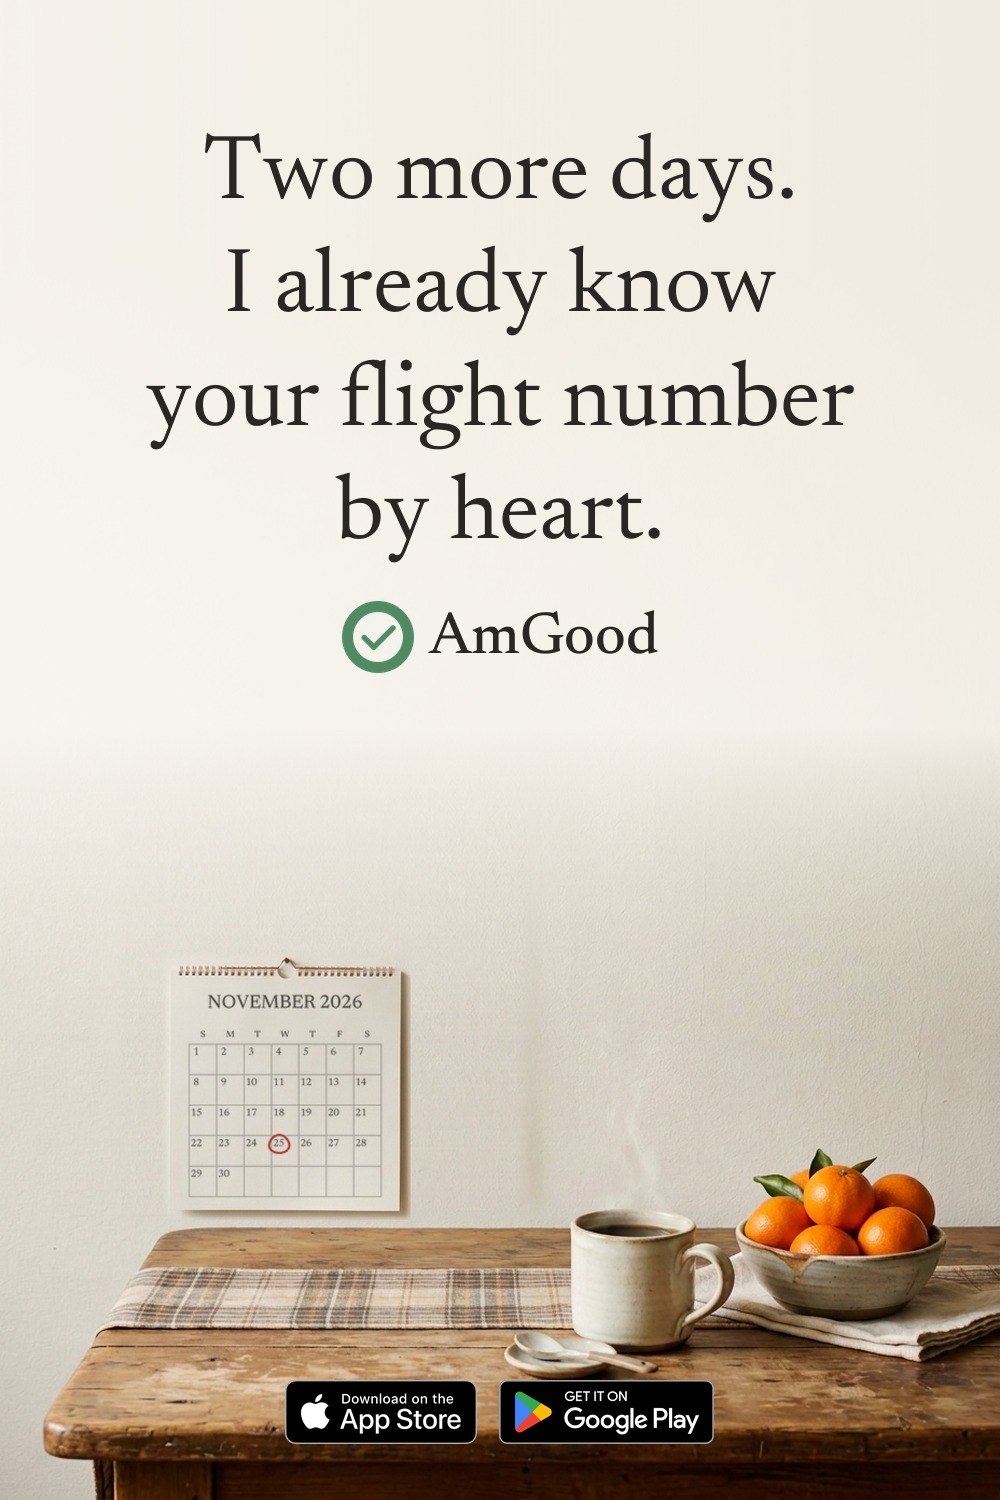 Two more days.
I already know
your flight number
by heart.
AmGood
NOVEMBER 2026
S M T W T F S
1 2 3 4 5 6 7
8 9 10 11 12 13 14
15 16 17 18 19 20 21
22 23 24 25 26 27 28
29 30
Download on the
App Store
GET IT ON
Google Play